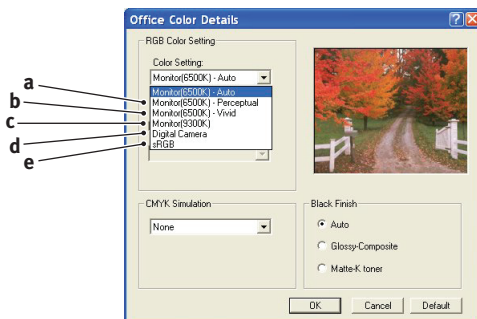 Office Color Details
RGB Color Setting
Color Setting:
Monitor(6500K) - Auto
Monitor(6500K) - Auto
a Monitor(6500K) - Perceptual
b Monitor(6500K) - Vivid
c Monitor(9300K)
d Digital Camera
e sRGB
CMYK Simulation
None
Black Finish
Auto
Glossy-Composite
Matte-K toner
OK Cancel Default